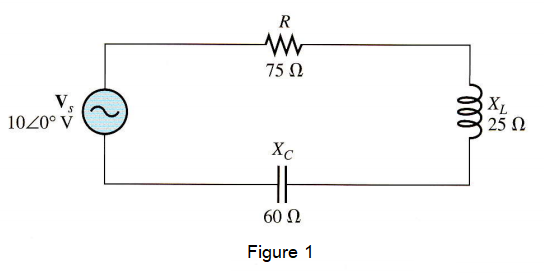 R
75 Ω
V_s
10∠0° V
X_L
25 Ω
X_C
60 Ω
Figure 1